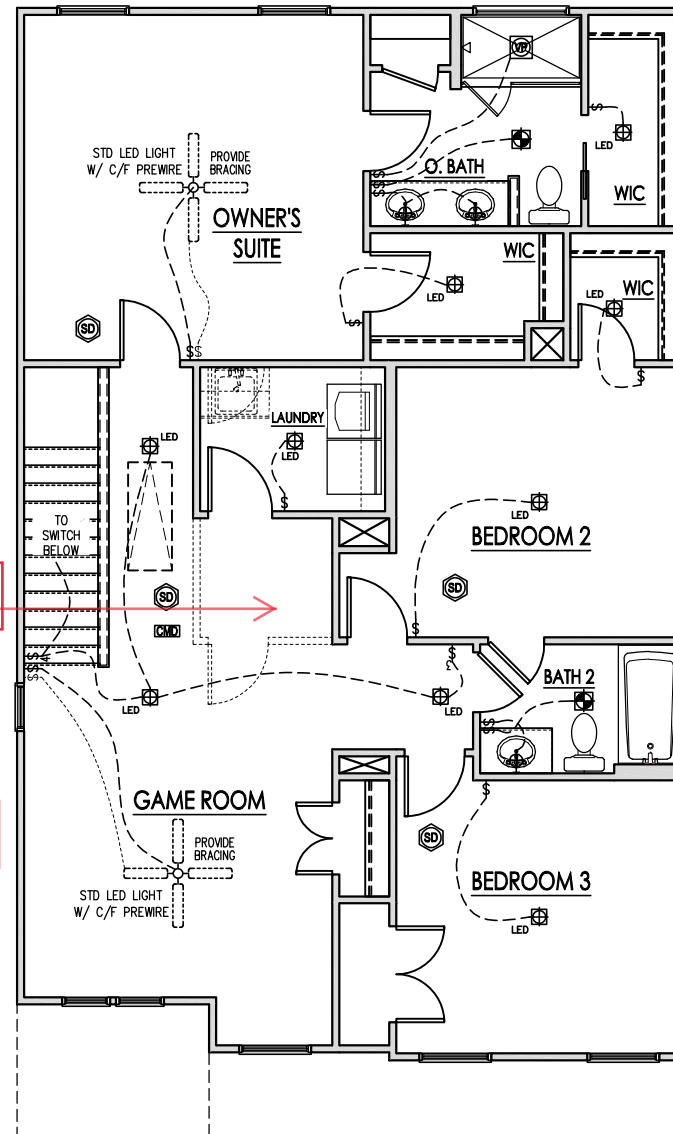 VP
LED
STD LED LIGHT
W/ C/F PREWIRE
PROVIDE
BRACING
O. BATH
WIC
OWNER'S
SUITE
WIC
LED
LED
WIC
SD
$$
LAUNDRY
LED
LED
TO
SWITCH
BELOW
LED
BEDROOM 2
SD
SD
CMD
LED
LED
BATH 2
GAME ROOM
PROVIDE
BRACING
STD LED LIGHT
W/ C/F PREWIRE
SD
BEDROOM 3
LED